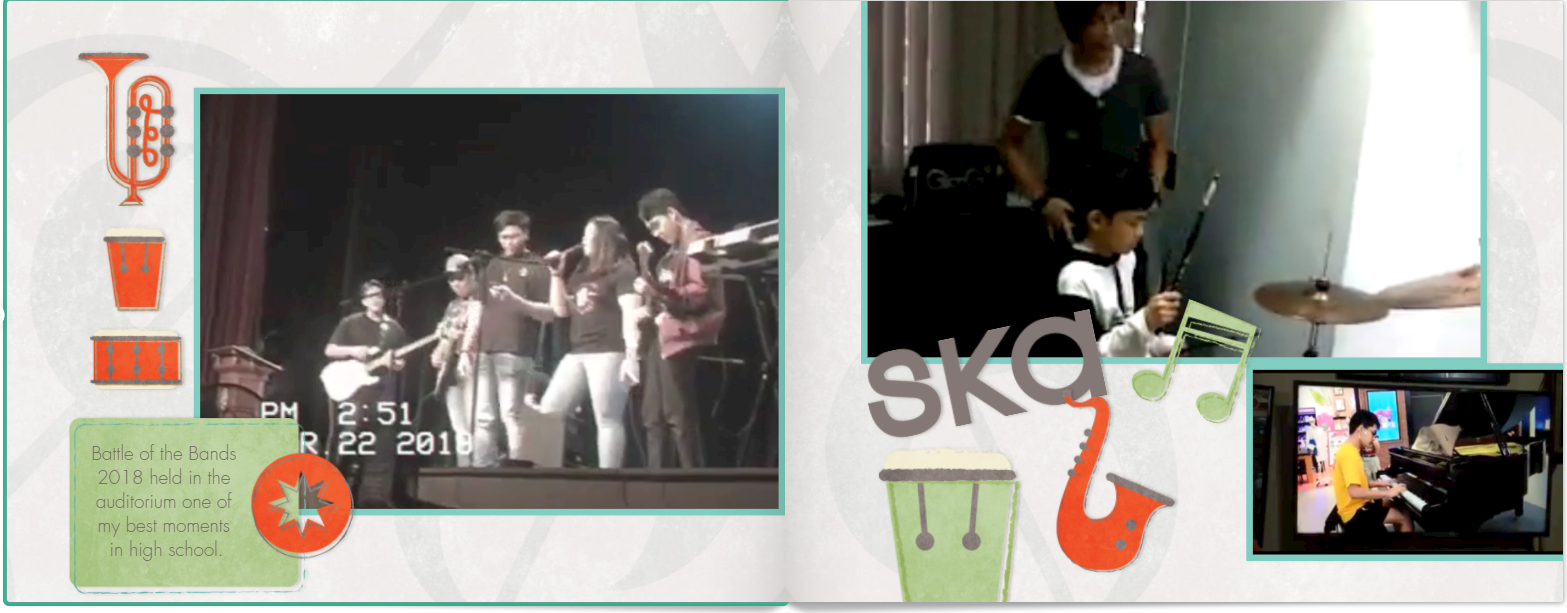 PM 2:51
R.22 2018
Battle of the Bands
2018 held in the
auditorium one of
my best moments
in high school.
ska